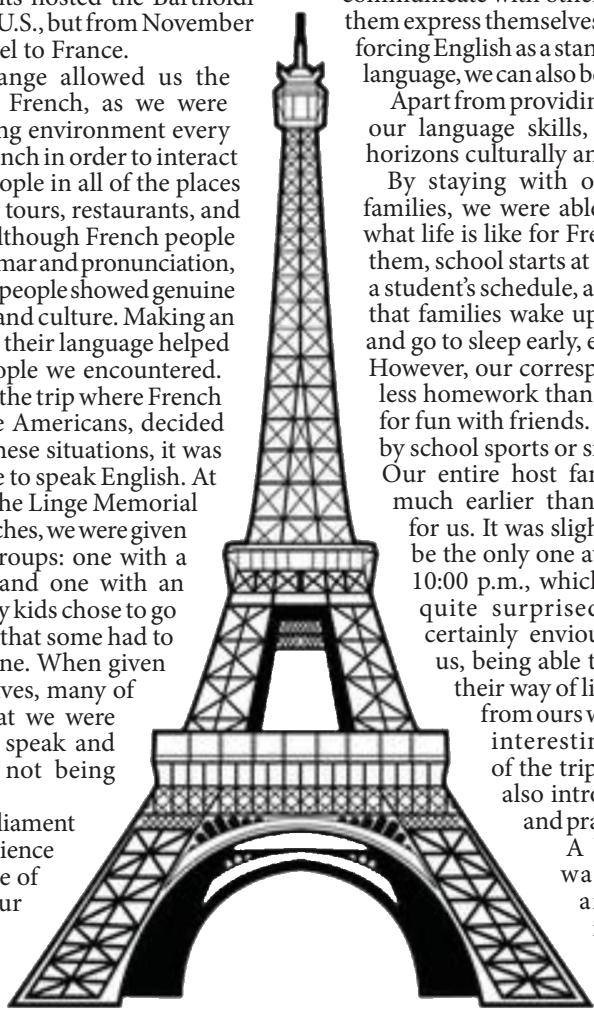 nts hosted the Bartholdi
U.S., but from November
el to France.
ange allowed us the
French, as we were
ng environment every
nch in order to interact
ople in all of the places
tours, restaurants, and
lthough French people
mar and pronunciation,
people showed genuine
and culture. Making an
their language helped
ople we encountered.
the trip where French
e Americans, decided
hese situations, it was
e to speak English. At
he Linge Memorial
ches, we were given
roups: one with a
and one with an
y kids chose to go
that some had to
ne. When given
ves, many of
at we were
speak and
not being
liament
ience
e of
ur
them express themselves
forcing English as a stan
language, we can also be
Apart from providin
our language skills,
horizons culturally an
By staying with o
families, we were able
what life is like for Fre
them, school starts at
a student's schedule, a
that families wake up
and go to sleep early, e
However, our corresp
less homework than
for fun with friends.
by school sports or si
Our entire host fam
much earlier than
for us. It was sligh
be the only one aw
10:00 p.m., which
quite surprised
certainly enviou
us, being able t
their way of li
from ours w
interestin
of the trip
also intro
and pra
A
wa
a